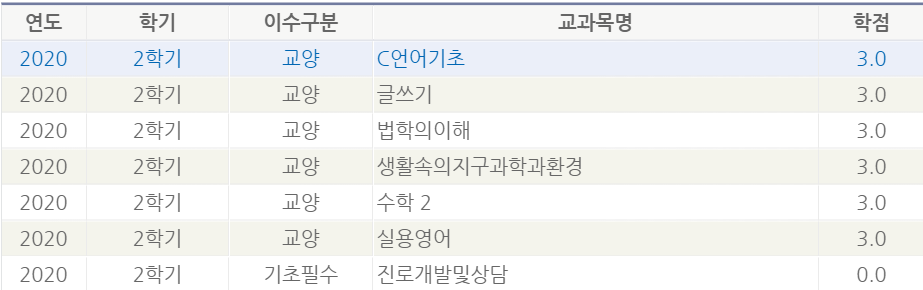 연도 학기 이수구분 교과목명 학점
2020 2학기 교양 C언어기초 3.0
2020 2학기 교양 글쓰기 3.0
2020 2학기 교양 법학의이해 3.0
2020 2학기 교양 생활속의지구과학과환경 3.0
2020 2학기 교양 수학 2 3.0
2020 2학기 교양 실용영어 3.0
2020 2학기 기초필수 진로개발및상담 0.0